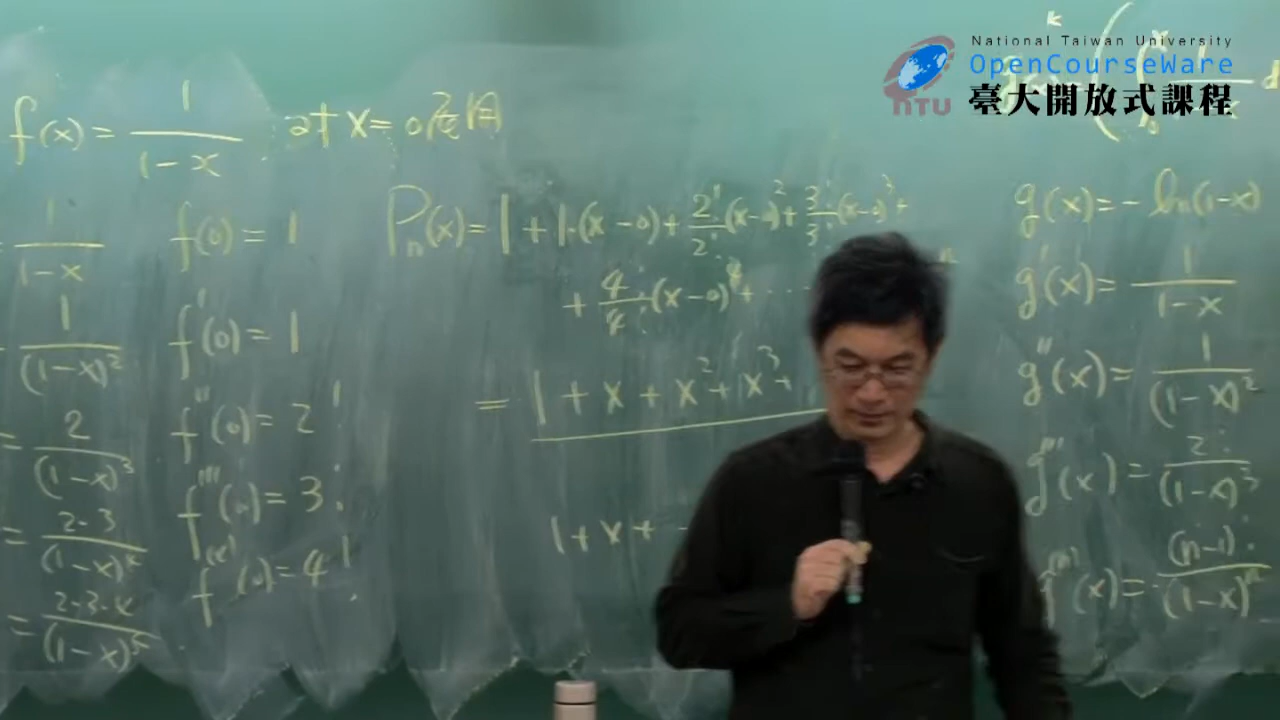 National Taiwan University
OpenCourseWare
臺大開放式課程
NTU
f(x) = 1/(1-x) 對 x=0展開
1/(1-x) f(0) = 1
= 1/(1-x)² f'(0) = 1
= 2/(1-x)³ f''(0) = 2!
= 2·3/(1-x)⁴ f'''(0) = 3!
= 2·3·4/(1-x)⁵ f⁽⁴⁾(0) = 4!
Pₙ(x) = 1 + 1·(x-0) + 2!/2! (x-0)² + 3!/3! (x-0)³ +
+ 4!/4! (x-0)⁴ + ...
= 1 + x + x² + x³ +
1 + x +
g(x) = -ln(1-x)
g'(x) = 1/(1-x)
g''(x) = 1/(1-x)²
g'''(x) = 2/(1-x)³
g⁽ⁿ⁾(x) = (n-1)!/(1-x)ⁿ